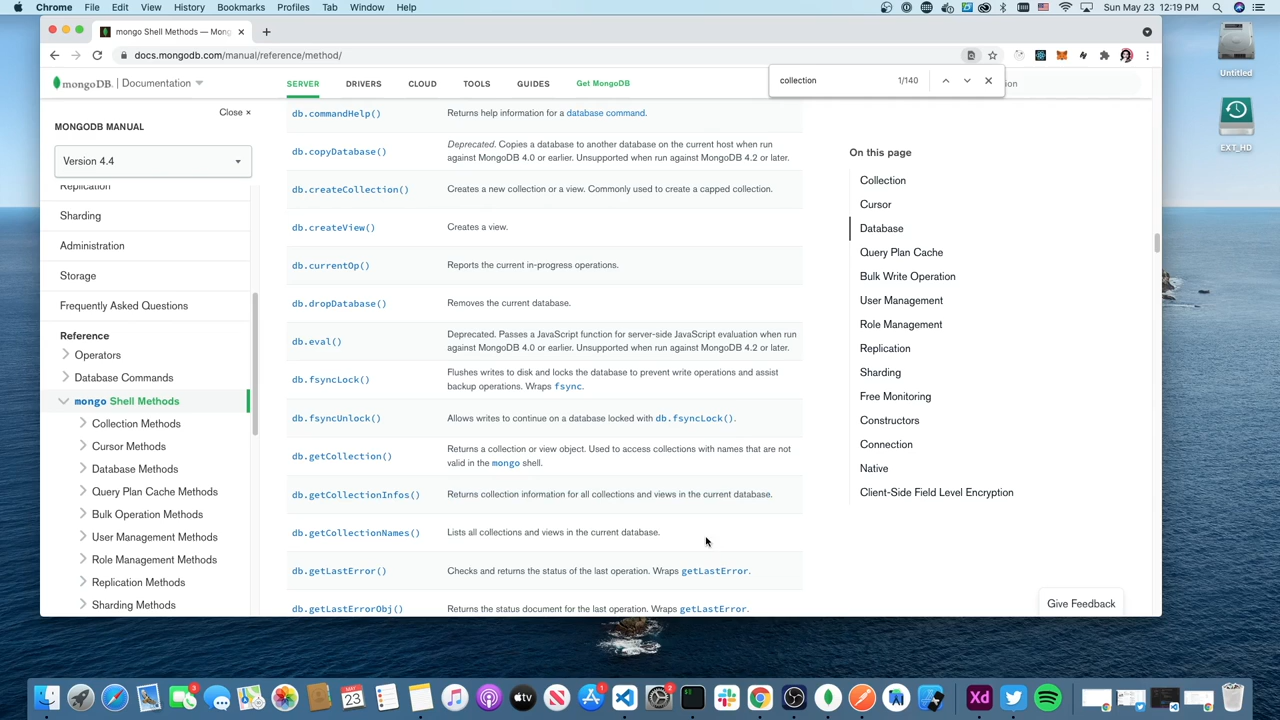 Chrome File Edit View History Bookmarks Profiles Tab Window Help
Sun May 23 12:19 PM
mongo Shell Methods — Mong
docs.mongodb.com/manual/reference/method/
collection 1/140
mongoDB. | Documentation
SERVER DRIVERS CLOUD TOOLS GUIDES Get MongoDB
Close ×
MONGODB MANUAL
Version 4.4
Replication
Sharding
Administration
Storage
Frequently Asked Questions
Reference
Operators
Database Commands
mongo Shell Methods
Collection Methods
Cursor Methods
Database Methods
Query Plan Cache Methods
Bulk Operation Methods
User Management Methods
Role Management Methods
Replication Methods
Sharding Methods
db.commandHelp() Returns help information for a database command.
db.copyDatabase() Deprecated. Copies a database to another database on the current host when run
against MongoDB 4.0 or earlier. Unsupported when run against MongoDB 4.2 or later.
db.createCollection() Creates a new collection or a view. Commonly used to create a capped collection.
db.createView() Creates a view.
db.currentOp() Reports the current in-progress operations.
db.dropDatabase() Removes the current database.
db.eval() Deprecated. Passes a JavaScript function for server-side JavaScript evaluation when run
against MongoDB 4.0 or earlier. Unsupported when run against MongoDB 4.2 or later.
db.fsyncLock() Flushes writes to disk and locks the database to prevent write operations and assist
backup operations. Wraps fsync.
db.fsyncUnlock() Allows writes to continue on a database locked with db.fsyncLock().
db.getCollection() Returns a collection or view object. Used to access collections with names that are not
valid in the mongo shell.
db.getCollectionInfos() Returns collection information for all collections and views in the current database.
db.getCollectionNames() Lists all collections and views in the current database.
db.getLastError() Checks and returns the status of the last operation. Wraps getLastError.
db.getLastErrorObj() Returns the status document for the last operation. Wraps getLastError.
On this page
Collection
Cursor
Database
Query Plan Cache
Bulk Write Operation
User Management
Role Management
Replication
Sharding
Free Monitoring
Constructors
Connection
Native
Client-Side Field Level Encryption
Give Feedback
Untitled
EXT_HD
MAY
23
tv
Xd